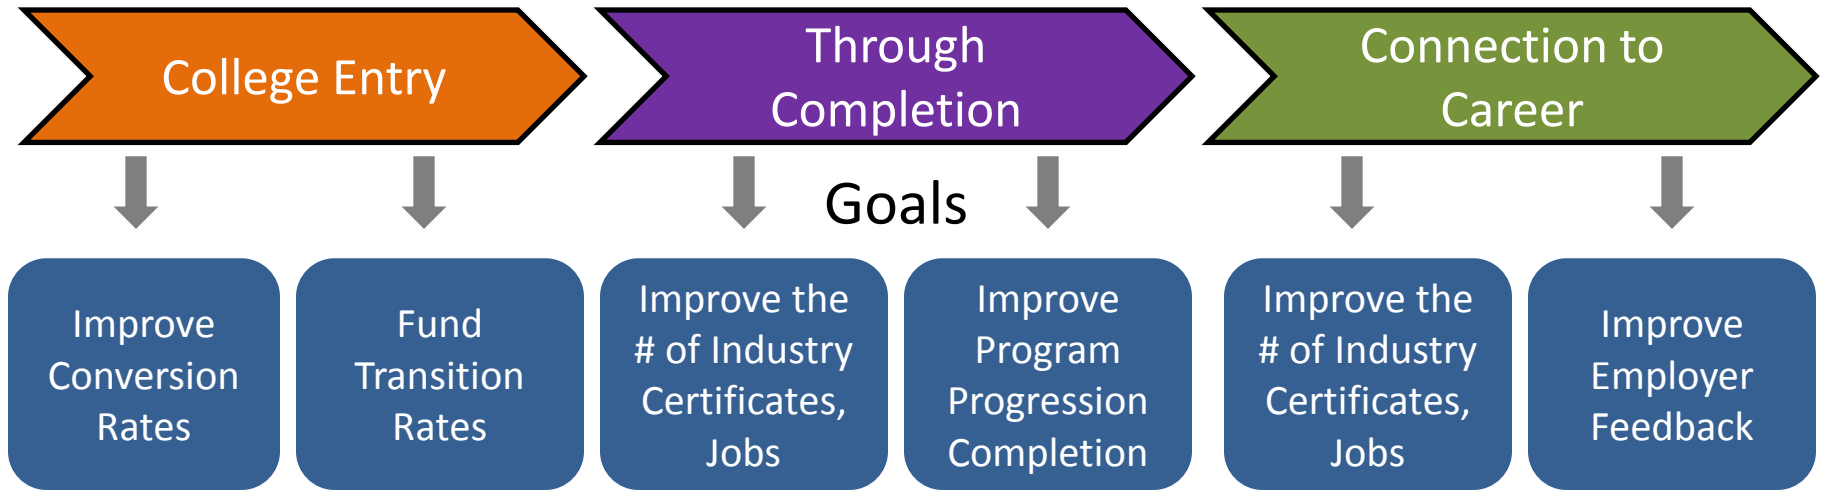 College Entry
Through
Completion
Connection to
Career
Goals
Improve
Conversion
Rates
Fund
Transition
Rates
Improve the
# of Industry
Certificates,
Jobs
Improve
Program
Progression
Completion
Improve the
# of Industry
Certificates,
Jobs
Improve
Employer
Feedback